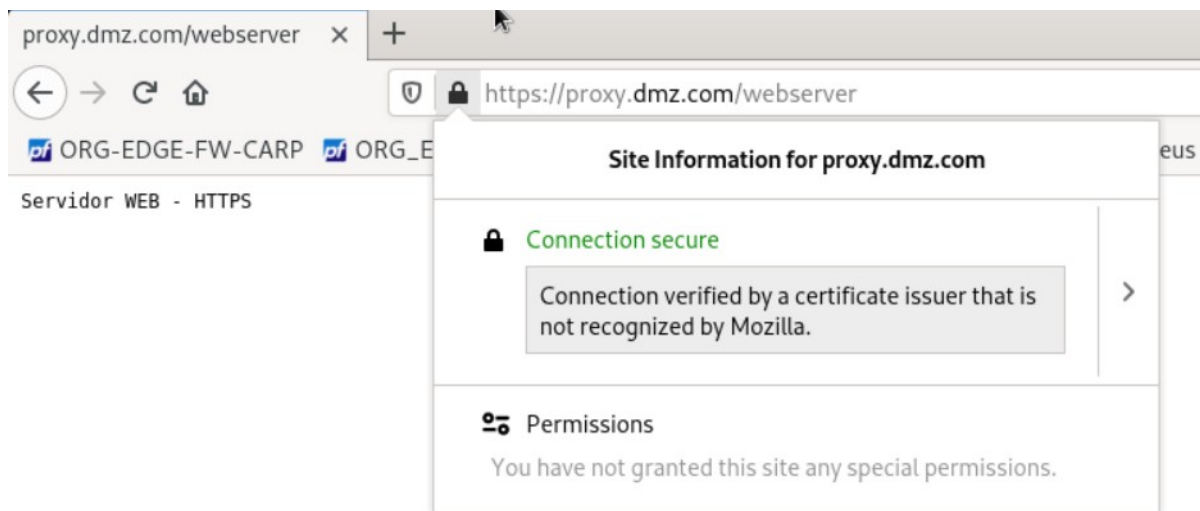 proxy.dmz.com/webserver
https://proxy.dmz.com/webserver
pf ORG-EDGE-FW-CARP pf ORG_E eus
Site Information for proxy.dmz.com
Servidor WEB - HTTPS
Connection secure
Connection verified by a certificate issuer that is
not recognized by Mozilla.
Permissions
You have not granted this site any special permissions.